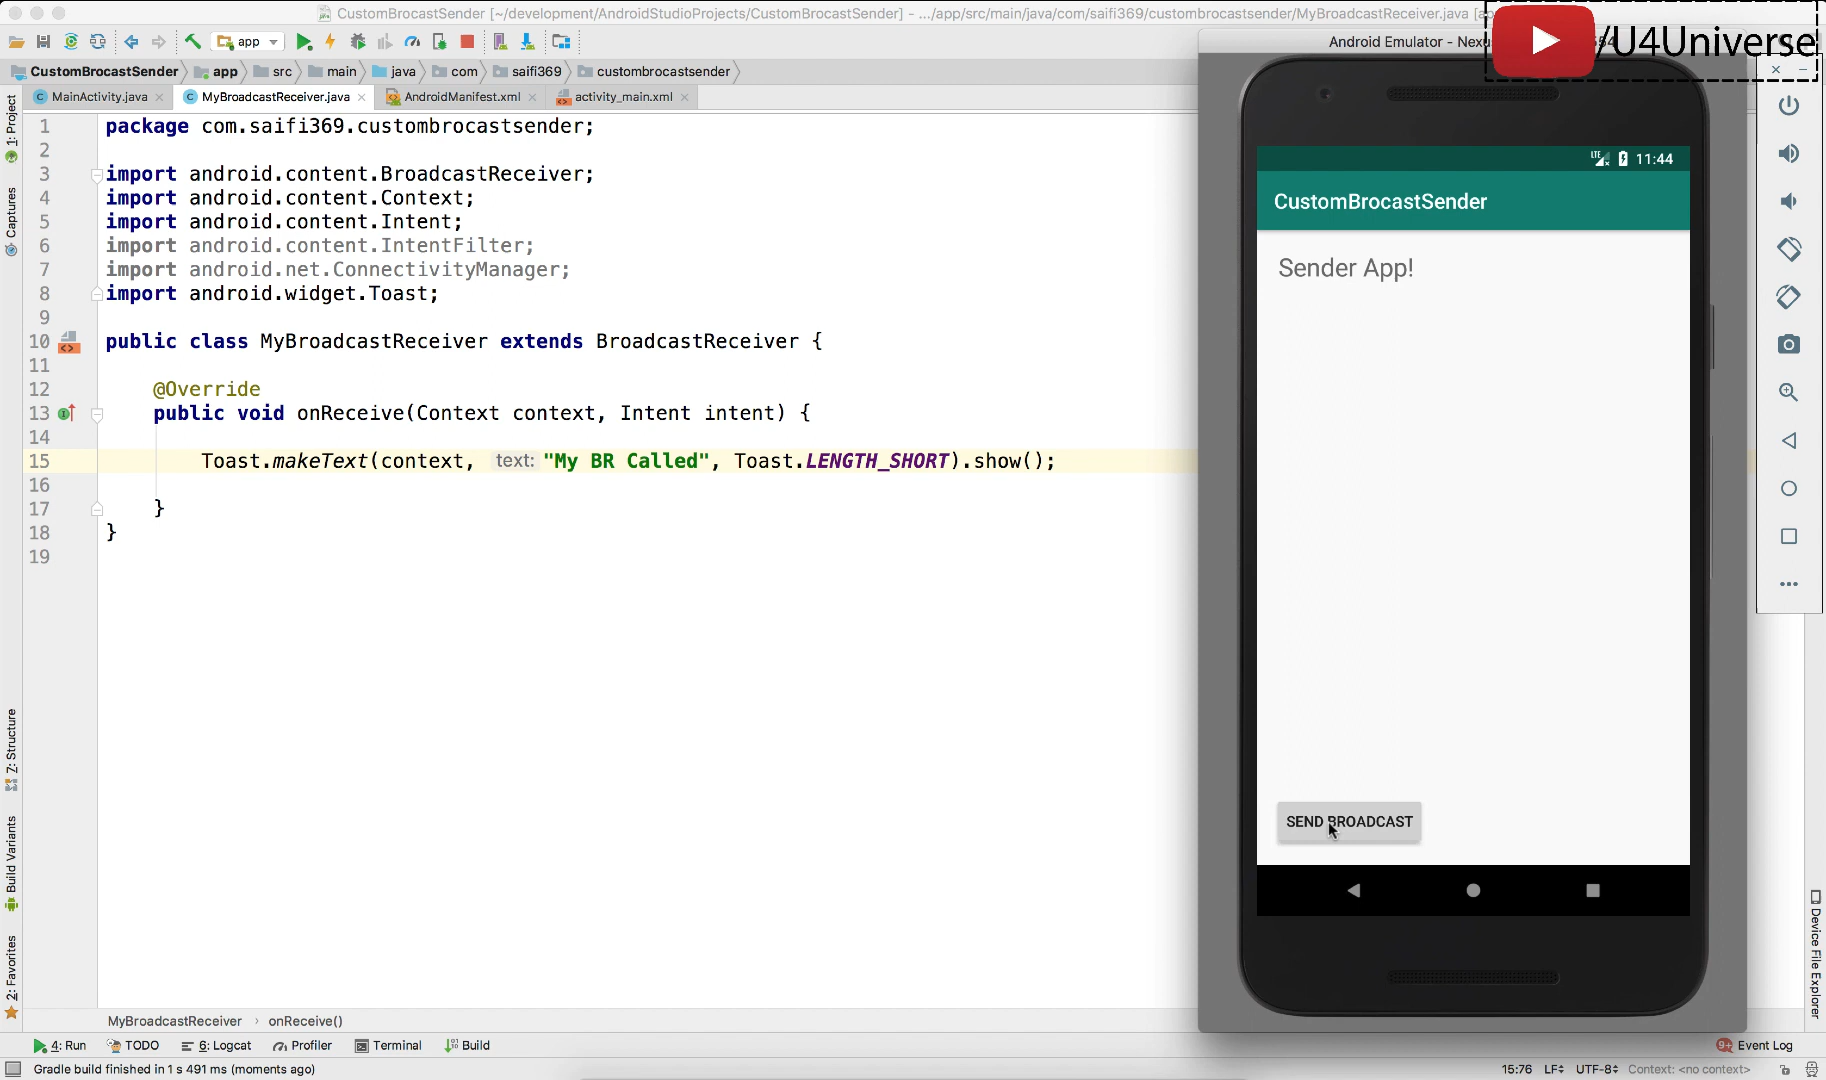 CustomBrocastSender [~/development/AndroidStudioProjects/CustomBrocastSender] - .../app/src/main/java/com/saifi369/custombrocastsender/MyBroadcastReceiver.java
/U4Universe
Android Emulator - Nexu
app
CustomBrocastSender app src main java com saifi369 custombrocastsender
MainActivity.java MyBroadcastReceiver.java AndroidManifest.xml activity_main.xml
1: Project
Captures
Z: Structure
Build Variants
2: Favorites
1 package com.saifi369.custombrocastsender;
2
3 import android.content.BroadcastReceiver;
4 import android.content.Context;
5 import android.content.Intent;
6 import android.content.IntentFilter;
7 import android.net.ConnectivityManager;
8 import android.widget.Toast;
9
10 public class MyBroadcastReceiver extends BroadcastReceiver {
11
12 @Override
13 public void onReceive(Context context, Intent intent) {
14
15 Toast.makeText(context, text: "My BR Called", Toast.LENGTH_SHORT).show();
16
17 }
18 }
19
LTE 11:44
CustomBrocastSender
Sender App!
SEND BROADCAST
Device File Explorer
MyBroadcastReceiver › onReceive()
4: Run TODO 6: Logcat Profiler Terminal Build 9+ Event Log
Gradle build finished in 1 s 491 ms (moments ago) 15:76 LF UTF-8 Context: <no context>